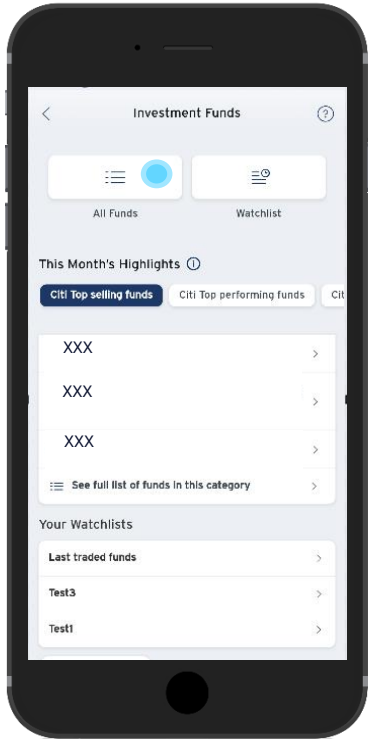 Investment Funds
?
All Funds
Watchlist
This Month's Highlights
Citi Top selling funds
Citi Top performing funds
Cit
XXX
XXX
XXX
See full list of funds in this category
Your Watchlists
Last traded funds
Test3
Test1